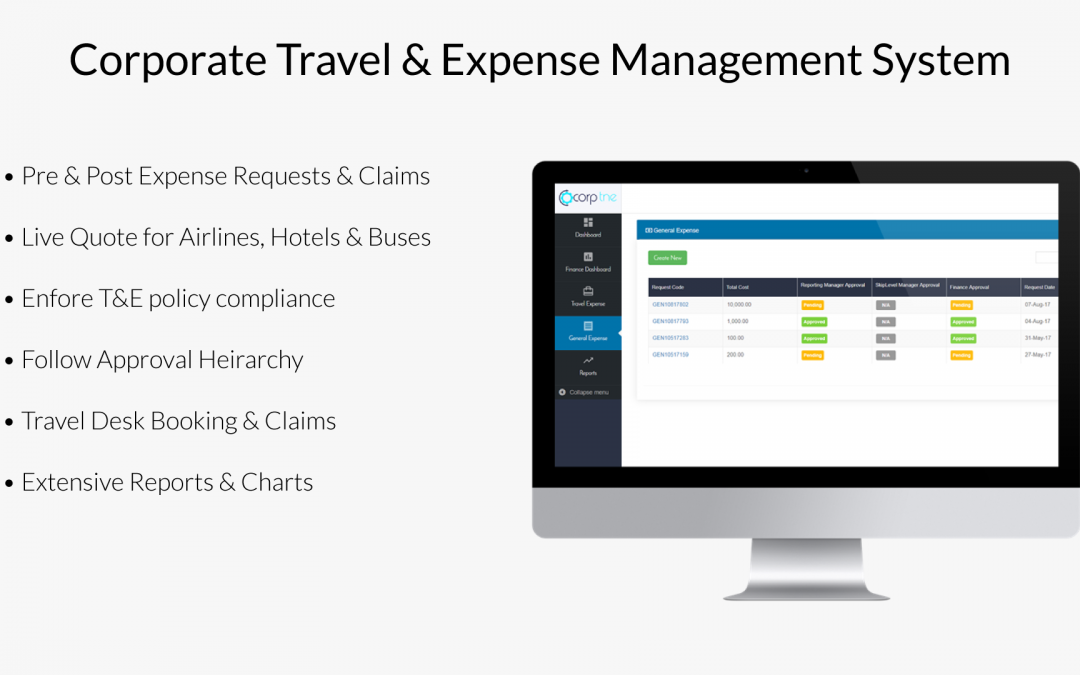 Corporate Travel & Expense Management System
• Pre & Post Expense Requests & Claims
• Live Quote for Airlines, Hotels & Buses
• Enfore T&E policy compliance
• Follow Approval Heirarchy
• Travel Desk Booking & Claims
• Extensive Reports & Charts
corp tne
Dashboard
Finance Dashboard
Travel Expense
General Expense
Reports
Collapse menu
General Expense
Create New
Request Code Total Cost Reporting Manager Approval SkipLevel Manager Approval Finance Approval Request Date
GEN10817802 10,000.00 Pending N/A Pending 07-Aug-17
GEN10817793 1,000.00 Approved N/A Approved 04-Aug-17
GEN10517283 100.00 Approved N/A Approved 31-May-17
GEN10517159 200.00 Pending N/A Pending 27-May-17